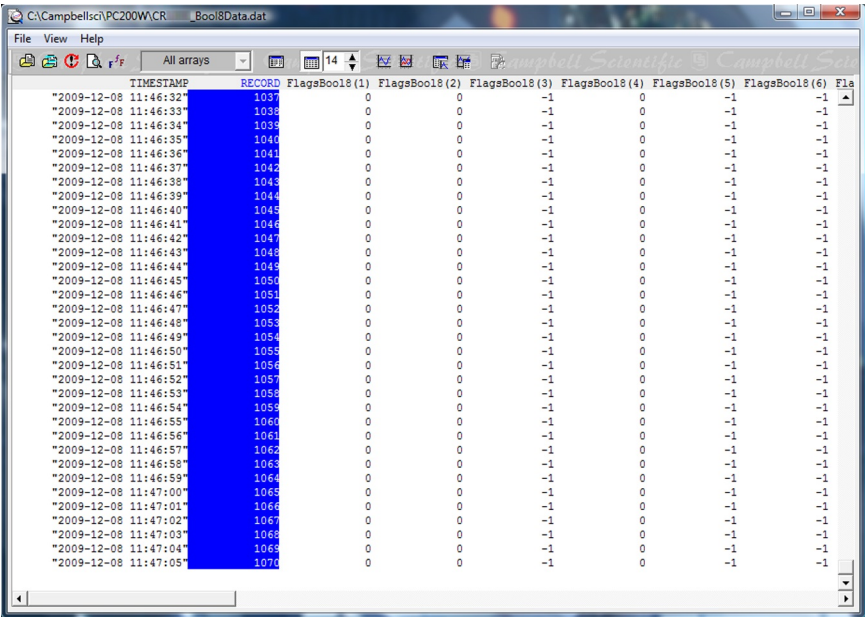 C:\Campbellsci\PC200W\CR _Bool8Data.dat
File View Help
All arrays 14 Campbell Scientific Campbell Scie
TIMESTAMP RECORD FlagsBool8(1) FlagsBool8(2) FlagsBool8(3) FlagsBool8(4) FlagsBool8(5) FlagsBool8(6) Fla
"2009-12-08 11:46:32" 1037 0 0 -1 0 -1 -1
"2009-12-08 11:46:33" 1038 0 0 -1 0 -1 -1
"2009-12-08 11:46:34" 1039 0 0 -1 0 -1 -1
"2009-12-08 11:46:35" 1040 0 0 -1 0 -1 -1
"2009-12-08 11:46:36" 1041 0 0 -1 0 -1 -1
"2009-12-08 11:46:37" 1042 0 0 -1 0 -1 -1
"2009-12-08 11:46:38" 1043 0 0 -1 0 -1 -1
"2009-12-08 11:46:39" 1044 0 0 -1 0 -1 -1
"2009-12-08 11:46:40" 1045 0 0 -1 0 -1 -1
"2009-12-08 11:46:41" 1046 0 0 -1 0 -1 -1
"2009-12-08 11:46:42" 1047 0 0 -1 0 -1 -1
"2009-12-08 11:46:43" 1048 0 0 -1 0 -1 -1
"2009-12-08 11:46:44" 1049 0 0 -1 0 -1 -1
"2009-12-08 11:46:45" 1050 0 0 -1 0 -1 -1
"2009-12-08 11:46:46" 1051 0 0 -1 0 -1 -1
"2009-12-08 11:46:47" 1052 0 0 -1 0 -1 -1
"2009-12-08 11:46:48" 1053 0 0 -1 0 -1 -1
"2009-12-08 11:46:49" 1054 0 0 -1 0 -1 -1
"2009-12-08 11:46:50" 1055 0 0 -1 0 -1 -1
"2009-12-08 11:46:51" 1056 0 0 -1 0 -1 -1
"2009-12-08 11:46:52" 1057 0 0 -1 0 -1 -1
"2009-12-08 11:46:53" 1058 0 0 -1 0 -1 -1
"2009-12-08 11:46:54" 1059 0 0 -1 0 -1 -1
"2009-12-08 11:46:55" 1060 0 0 -1 0 -1 -1
"2009-12-08 11:46:56" 1061 0 0 -1 0 -1 -1
"2009-12-08 11:46:57" 1062 0 0 -1 0 -1 -1
"2009-12-08 11:46:58" 1063 0 0 -1 0 -1 -1
"2009-12-08 11:46:59" 1064 0 0 -1 0 -1 -1
"2009-12-08 11:47:00" 1065 0 0 -1 0 -1 -1
"2009-12-08 11:47:01" 1066 0 0 -1 0 -1 -1
"2009-12-08 11:47:02" 1067 0 0 -1 0 -1 -1
"2009-12-08 11:47:03" 1068 0 0 -1 0 -1 -1
"2009-12-08 11:47:04" 1069 0 0 -1 0 -1 -1
"2009-12-08 11:47:05" 1070 0 0 -1 0 -1 -1